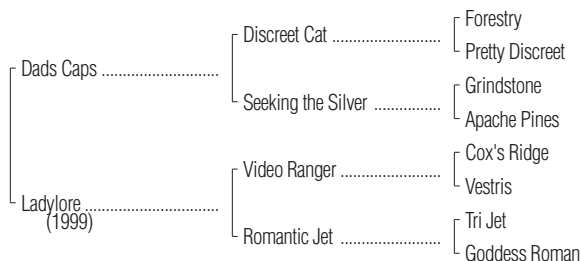 Forestry
Discreet Cat ........................
Pretty Discreet
Dads Caps ..........................
Grindstone
Seeking the Silver ...............
Apache Pines
Cox's Ridge
Video Ranger ......................
Vestris
Ladylore ..............................
(1999)
Tri Jet
Romantic Jet ......................
Goddess Roman